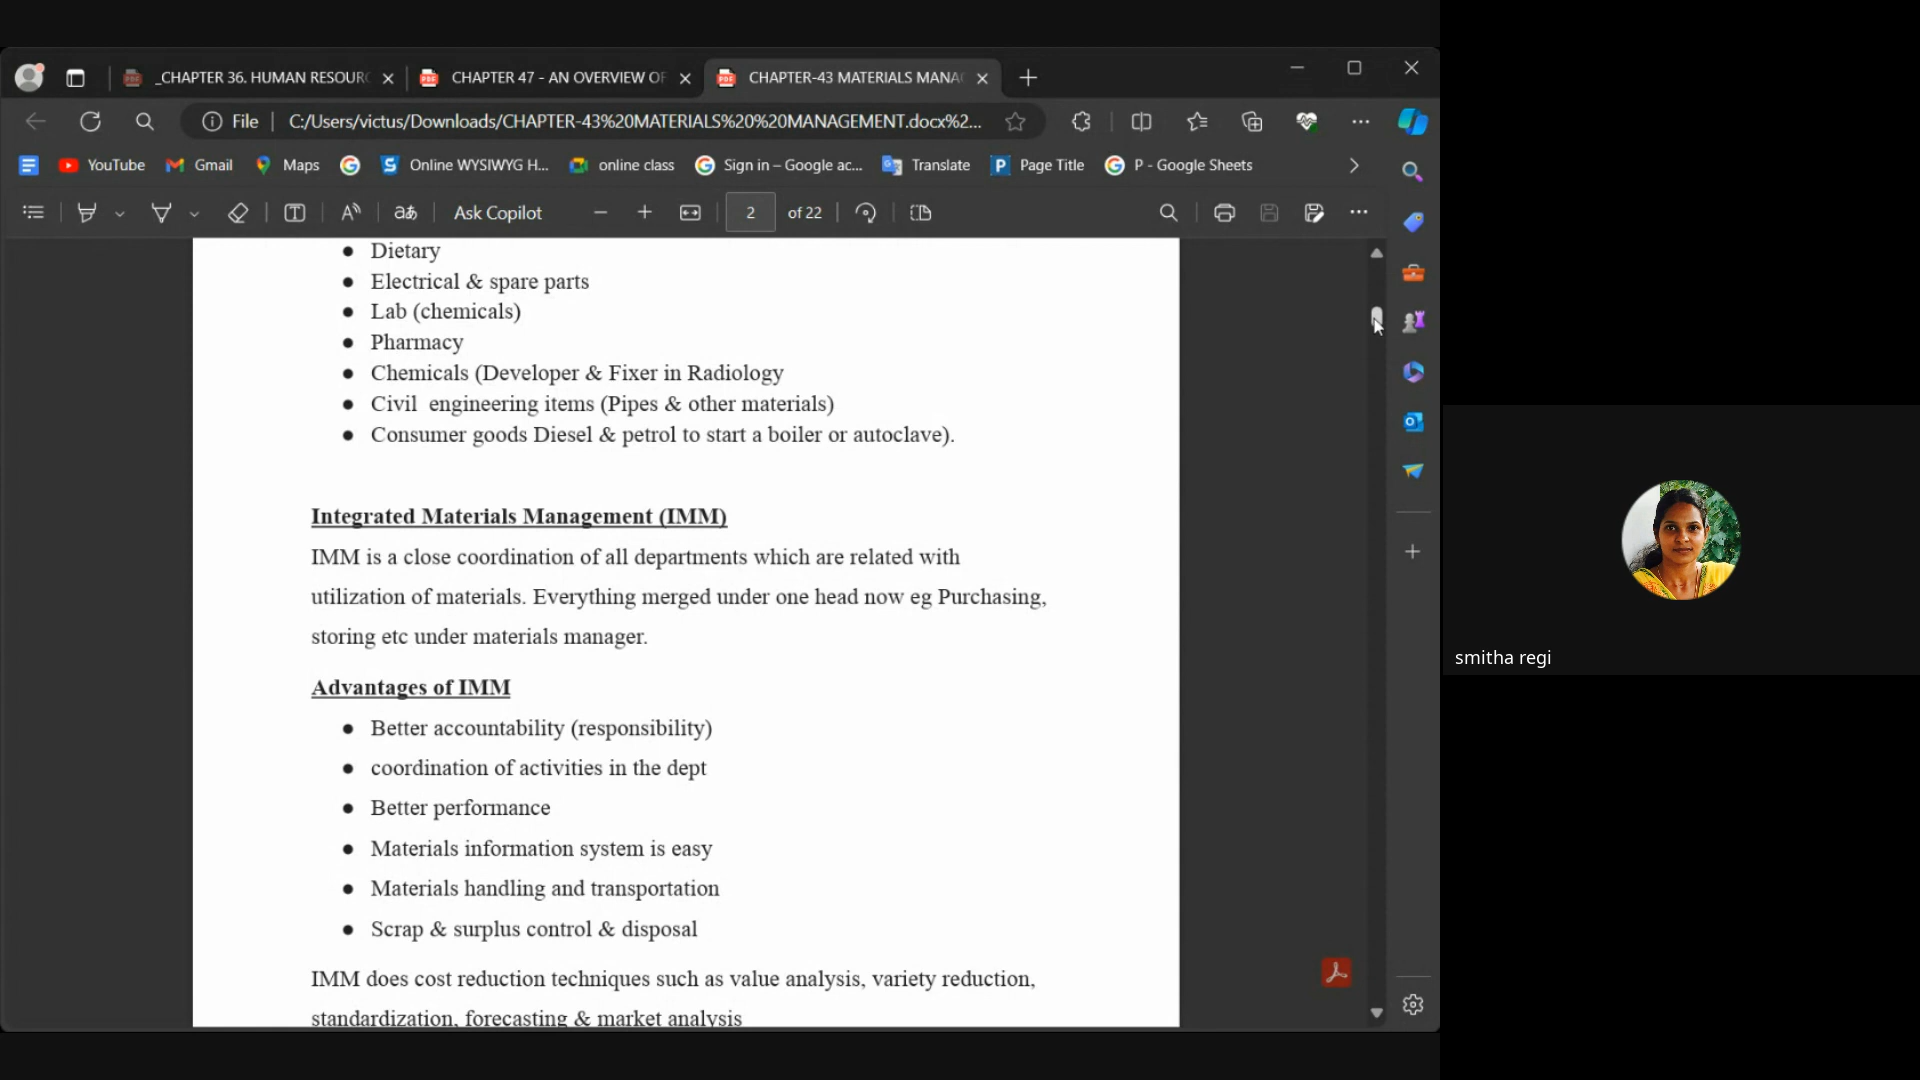 _CHAPTER 36. HUMAN RESOUR
CHAPTER 47 - AN OVERVIEW OF
CHAPTER-43 MATERIALS MANA
File
C:/Users/victus/Downloads/CHAPTER-43%20MATERIALS%20%20MANAGEMENT.docx%2...
YouTube
Gmail
Maps
Online WYSIWYG H...
online class
Sign in – Google ac...
Translate
Page Title
P - Google Sheets
Ask Copilot
2
of 22
● Dietary
● Electrical & spare parts
● Lab (chemicals)
● Pharmacy
● Chemicals (Developer & Fixer in Radiology
● Civil engineering items (Pipes & other materials)
● Consumer goods Diesel & petrol to start a boiler or autoclave).
Integrated Materials Management (IMM)
IMM is a close coordination of all departments which are related with
utilization of materials. Everything merged under one head now eg Purchasing,
storing etc under materials manager.
Advantages of IMM
● Better accountability (responsibility)
● coordination of activities in the dept
● Better performance
● Materials information system is easy
● Materials handling and transportation
● Scrap & surplus control & disposal
IMM does cost reduction techniques such as value analysis, variety reduction,
standardization, forecasting & market analysis
smitha regi